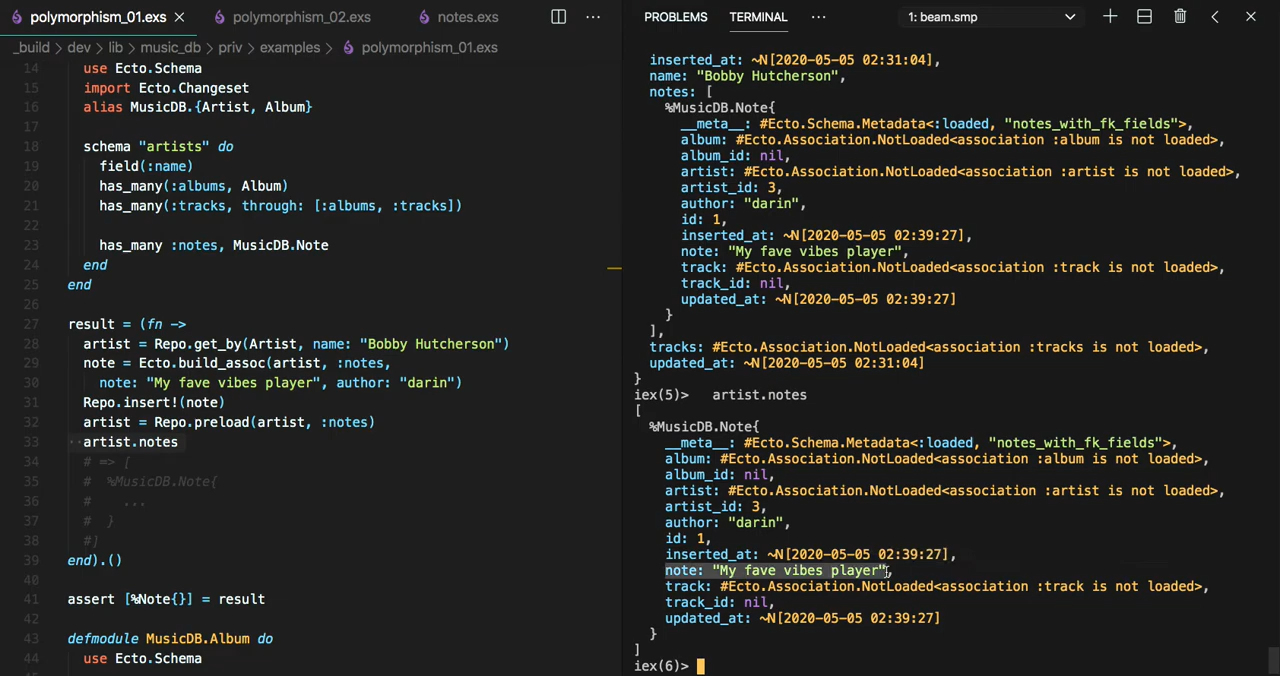 polymorphism_01.exs × polymorphism_02.exs notes.exs ...
_build > dev > lib > music_db > priv > examples > polymorphism_01.exs
14 use Ecto.Schema
15 import Ecto.Changeset
16 alias MusicDB.{Artist, Album}
17
18 schema "artists" do
19 field(:name)
20 has_many(:albums, Album)
21 has_many(:tracks, through: [:albums, :tracks])
22
23 has_many :notes, MusicDB.Note
24 end
25 end
26
27 result = (fn ->
28 artist = Repo.get_by(Artist, name: "Bobby Hutcherson")
29 note = Ecto.build_assoc(artist, :notes,
30 note: "My fave vibes player", author: "darin")
31 Repo.insert!(note)
32 artist = Repo.preload(artist, :notes)
33 artist.notes
34 # => [
35 # %MusicDB.Note{
36 # ...
37 # }
38 #]
39 end).()
40
41 assert [%Note{}] = result
42
43 defmodule MusicDB.Album do
44 use Ecto.Schema
PROBLEMS TERMINAL ... 1: beam.smp
inserted_at: ~N[2020-05-05 02:31:04],
name: "Bobby Hutcherson",
notes: [
%MusicDB.Note{
__meta__: #Ecto.Schema.Metadata<:loaded, "notes_with_fk_fields">,
album: #Ecto.Association.NotLoaded<association :album is not loaded>,
album_id: nil,
artist: #Ecto.Association.NotLoaded<association :artist is not loaded>,
artist_id: 3,
author: "darin",
id: 1,
inserted_at: ~N[2020-05-05 02:39:27],
note: "My fave vibes player",
track: #Ecto.Association.NotLoaded<association :track is not loaded>,
track_id: nil,
updated_at: ~N[2020-05-05 02:39:27]
}
],
tracks: #Ecto.Association.NotLoaded<association :tracks is not loaded>,
updated_at: ~N[2020-05-05 02:31:04]
}
iex(5)> artist.notes
[
%MusicDB.Note{
__meta__: #Ecto.Schema.Metadata<:loaded, "notes_with_fk_fields">,
album: #Ecto.Association.NotLoaded<association :album is not loaded>,
album_id: nil,
artist: #Ecto.Association.NotLoaded<association :artist is not loaded>,
artist_id: 3,
author: "darin",
id: 1,
inserted_at: ~N[2020-05-05 02:39:27],
note: "My fave vibes player",
track: #Ecto.Association.NotLoaded<association :track is not loaded>,
track_id: nil,
updated_at: ~N[2020-05-05 02:39:27]
}
]
iex(6)>